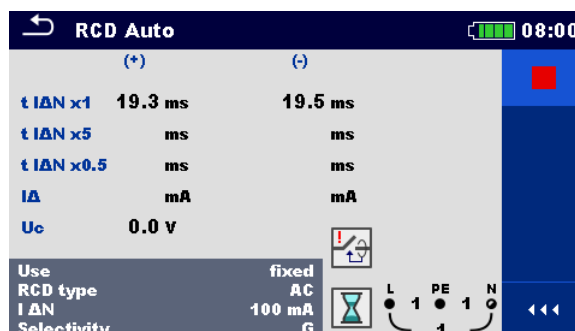 RCD Auto 08:00
(+) (-)
t IΔN x1 19.3 ms 19.5 ms
t IΔN x5 ms ms
t IΔN x0.5 ms ms
IΔ mA mA
Uc 0.0 V
Use fixed
RCD type AC
I ΔN 100 mA
Selectivity G
L PE N
1 1
1